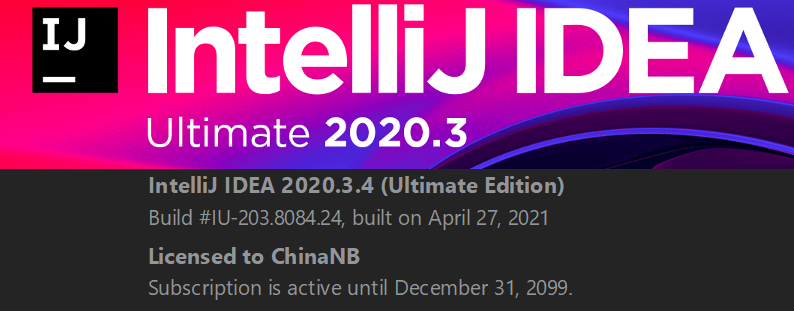 IJ
IntelliJ IDEA
Ultimate 2020.3
IntelliJ IDEA 2020.3.4 (Ultimate Edition)
Build #IU-203.8084.24, built on April 27, 2021
Licensed to ChinaNB
Subscription is active until December 31, 2099.